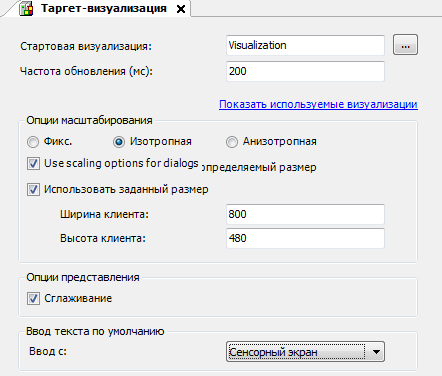 Таргет-визуализация
Стартовая визуализация: Visualization ...
Частота обновления (мс): 200
Показать используемые визуализации
Опции масштабирования
Фикс. Изотропная Анизотропная
Use scaling options for dialogs определяемый размер
Использовать заданный размер
Ширина клиента: 800
Высота клиента: 480
Опции представления
Сглаживание
Ввод текста по умолчанию
Ввод с: Сенсорный экран